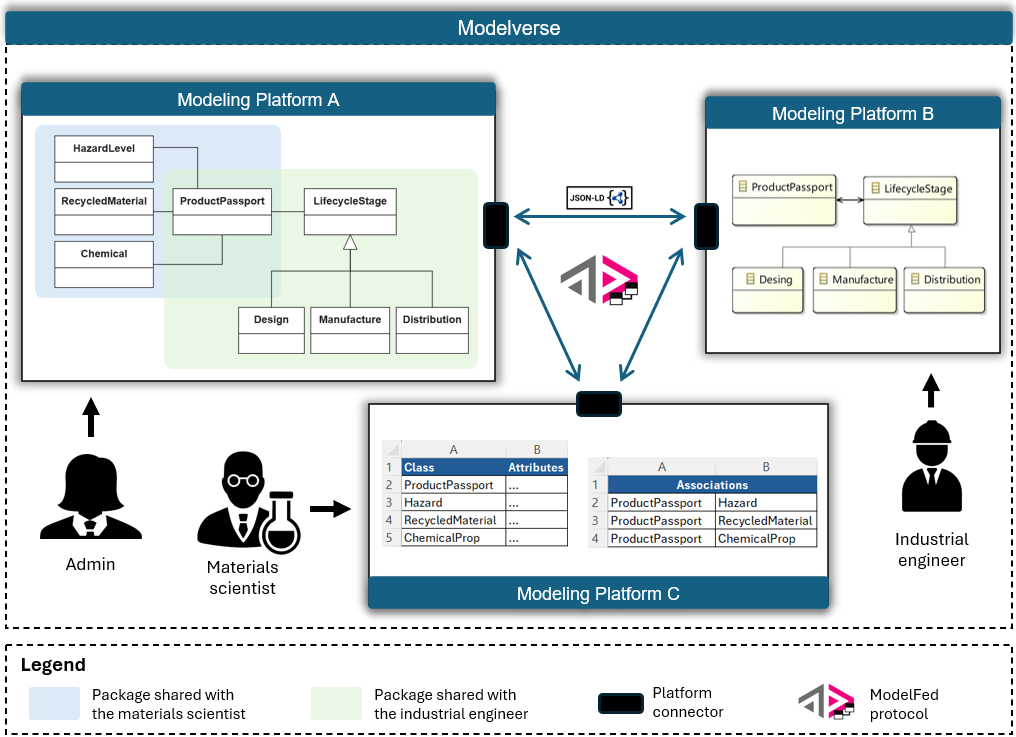 Modelverse
Modeling Platform A
HazardLevel
RecycledMaterial
Chemical
ProductPassport
LifecycleStage
Design
Manufacture
Distribution
JSON-LD
Modeling Platform B
ProductPassport
LifecycleStage
Desing
Manufacture
Distribution
A B
1 Class Attributes
2 ProductPassport ...
3 Hazard ...
4 RecycledMaterial ...
5 ChemicalProp ...
A B
1 Associations
2 ProductPassport Hazard
3 ProductPassport RecycledMaterial
4 ProductPassport ChemicalProp
Modeling Platform C
Admin
Materials
scientist
Industrial
engineer
Legend
Package shared with
the materials scientist
Package shared with
the industrial engineer
Platform
connector
ModelFed
protocol